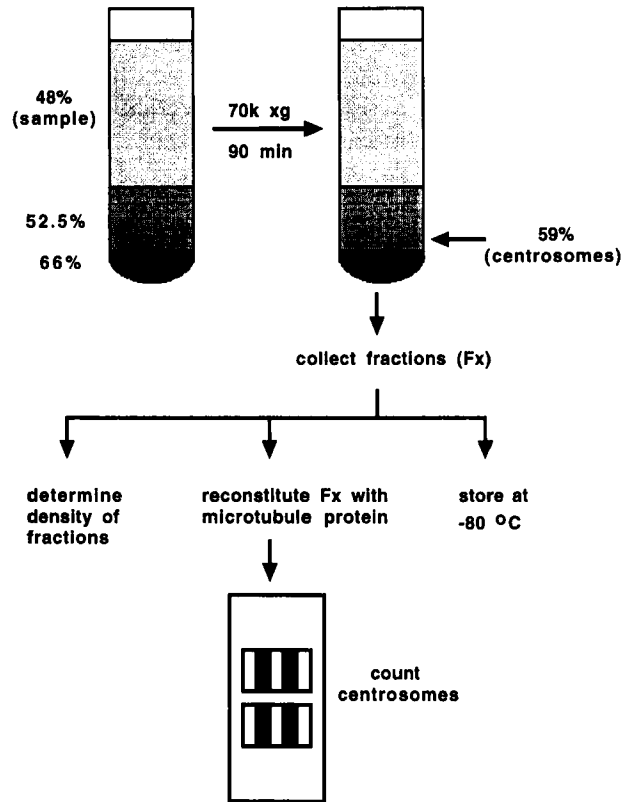 48%
(sample)
70k xg
90 min
52.5%
66%
59%
(centrosomes)
collect fractions (Fx)
determine
density of
fractions
reconstitute Fx with
microtubule protein
store at
-80 °C
count
centrosomes